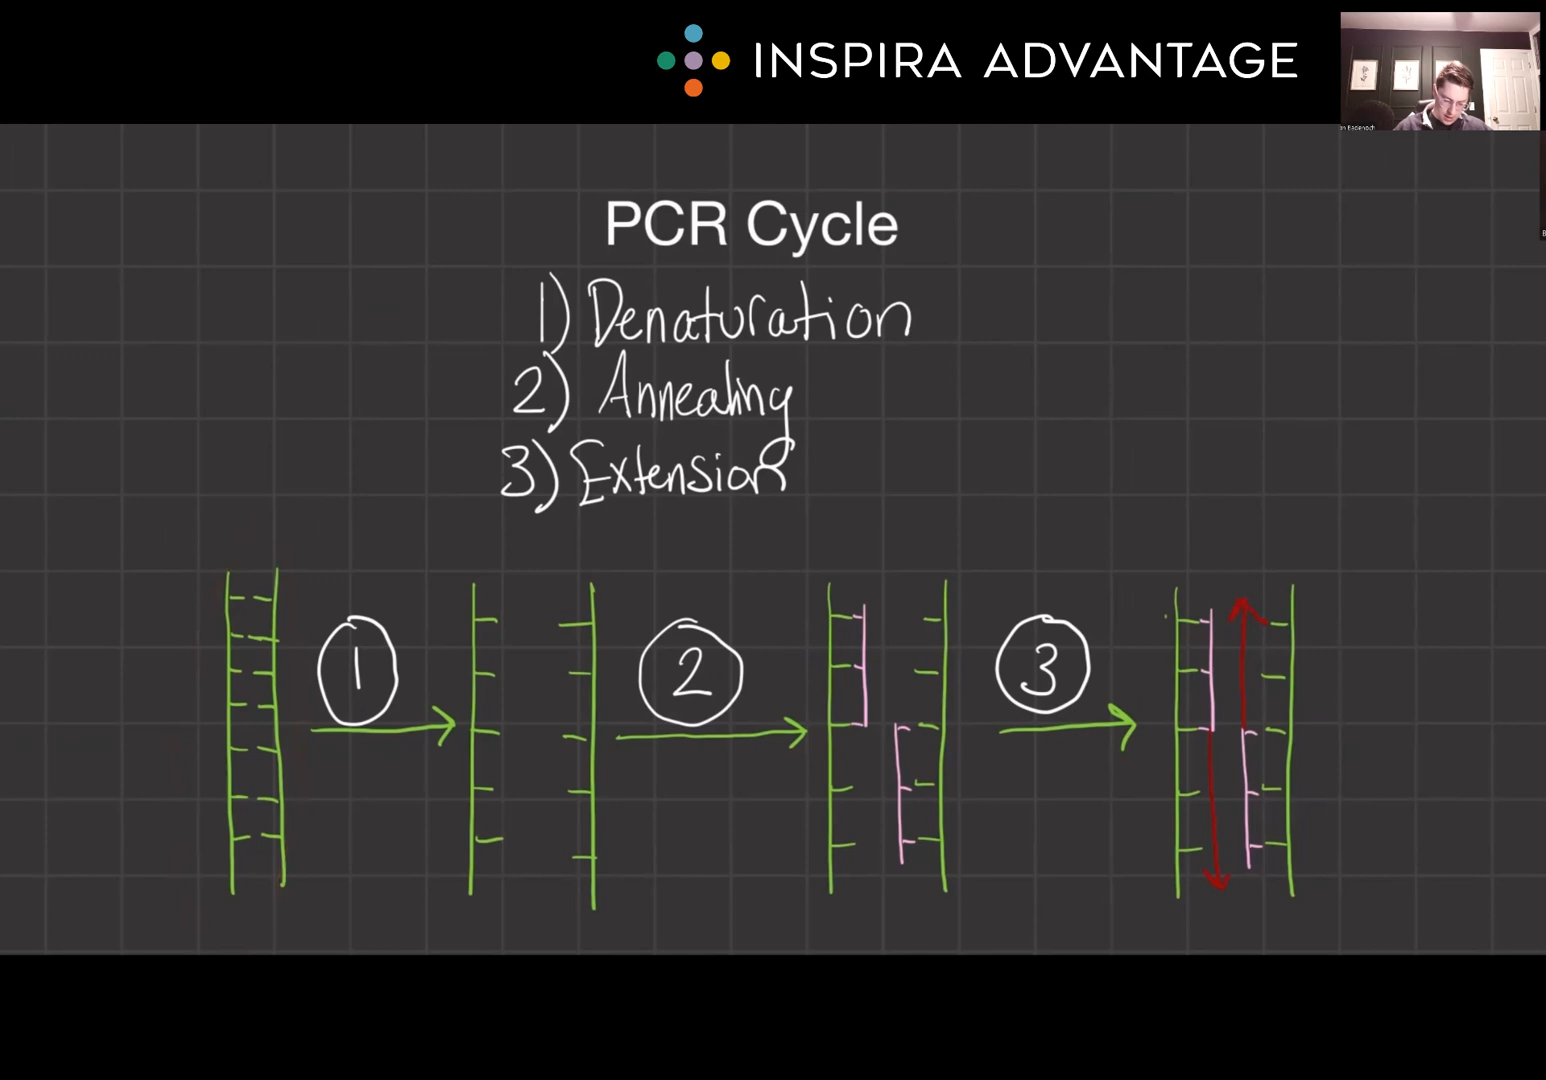 INSPIRA ADVANTAGE
PCR Cycle
1) Denaturation
2) Annealing
3) Extension
1
2
3